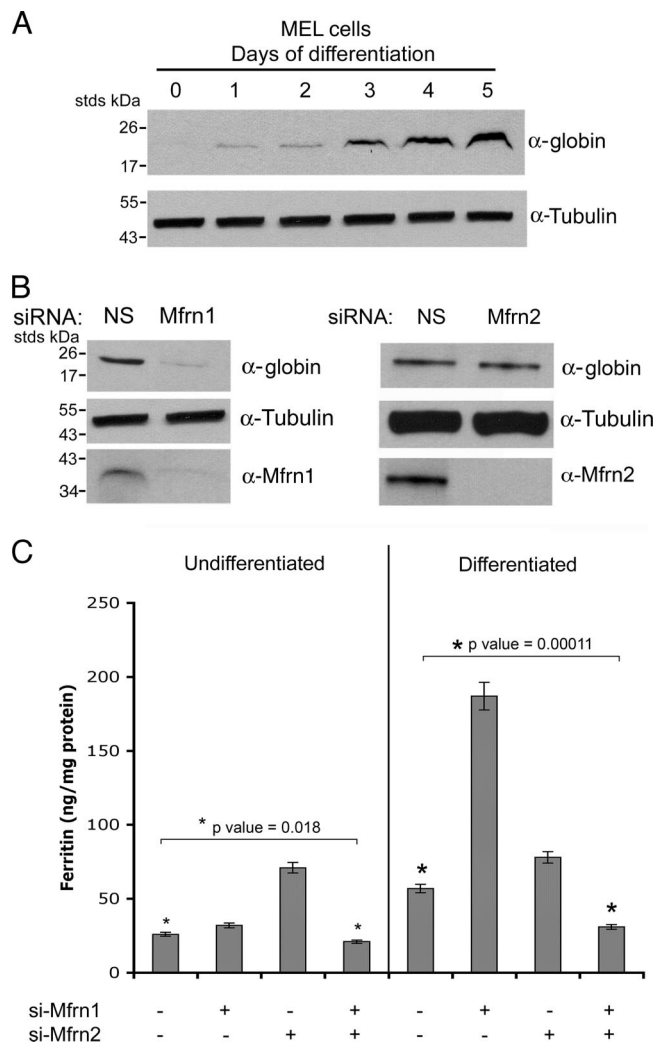 A
MEL cells
Days of differentiation
stds kDa 0 1 2 3 4 5
26-
17-
α-globin
55-
43-
α-Tubulin
B
siRNA: NS Mfrn1
stds kDa
26-
17-
α-globin
55-
43-
α-Tubulin
43-
34-
α-Mfrn1
siRNA: NS Mfrn2
α-globin
α-Tubulin
α-Mfrn2
C
Undifferentiated
Differentiated
Ferritin (ng/mg protein)
250
200
150
100
50
0
* p value = 0.018
* p value = 0.00011
* *
* *
si-Mfrn1 - + - + - + - +
si-Mfrn2 - - + + - - + +